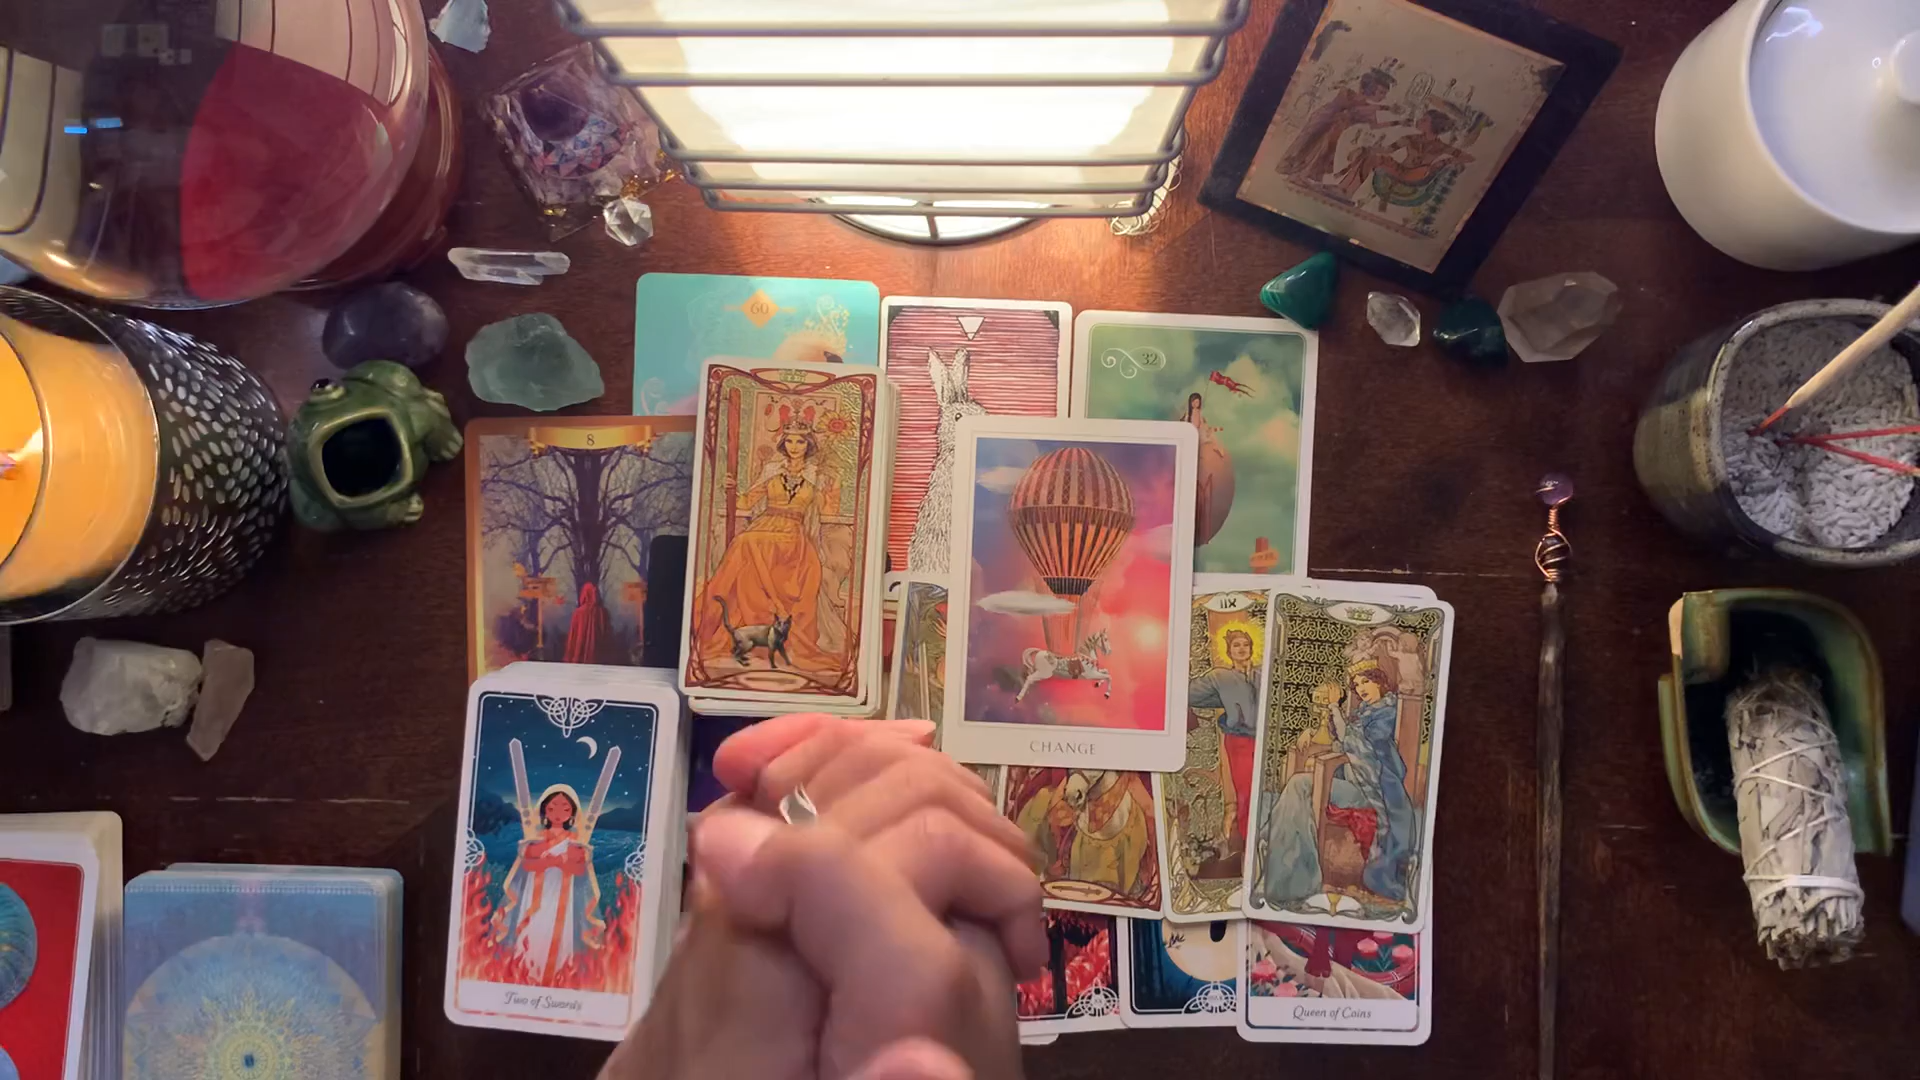 60
32
8
XII
CHANGE
Two of Swords
Queen of Coins